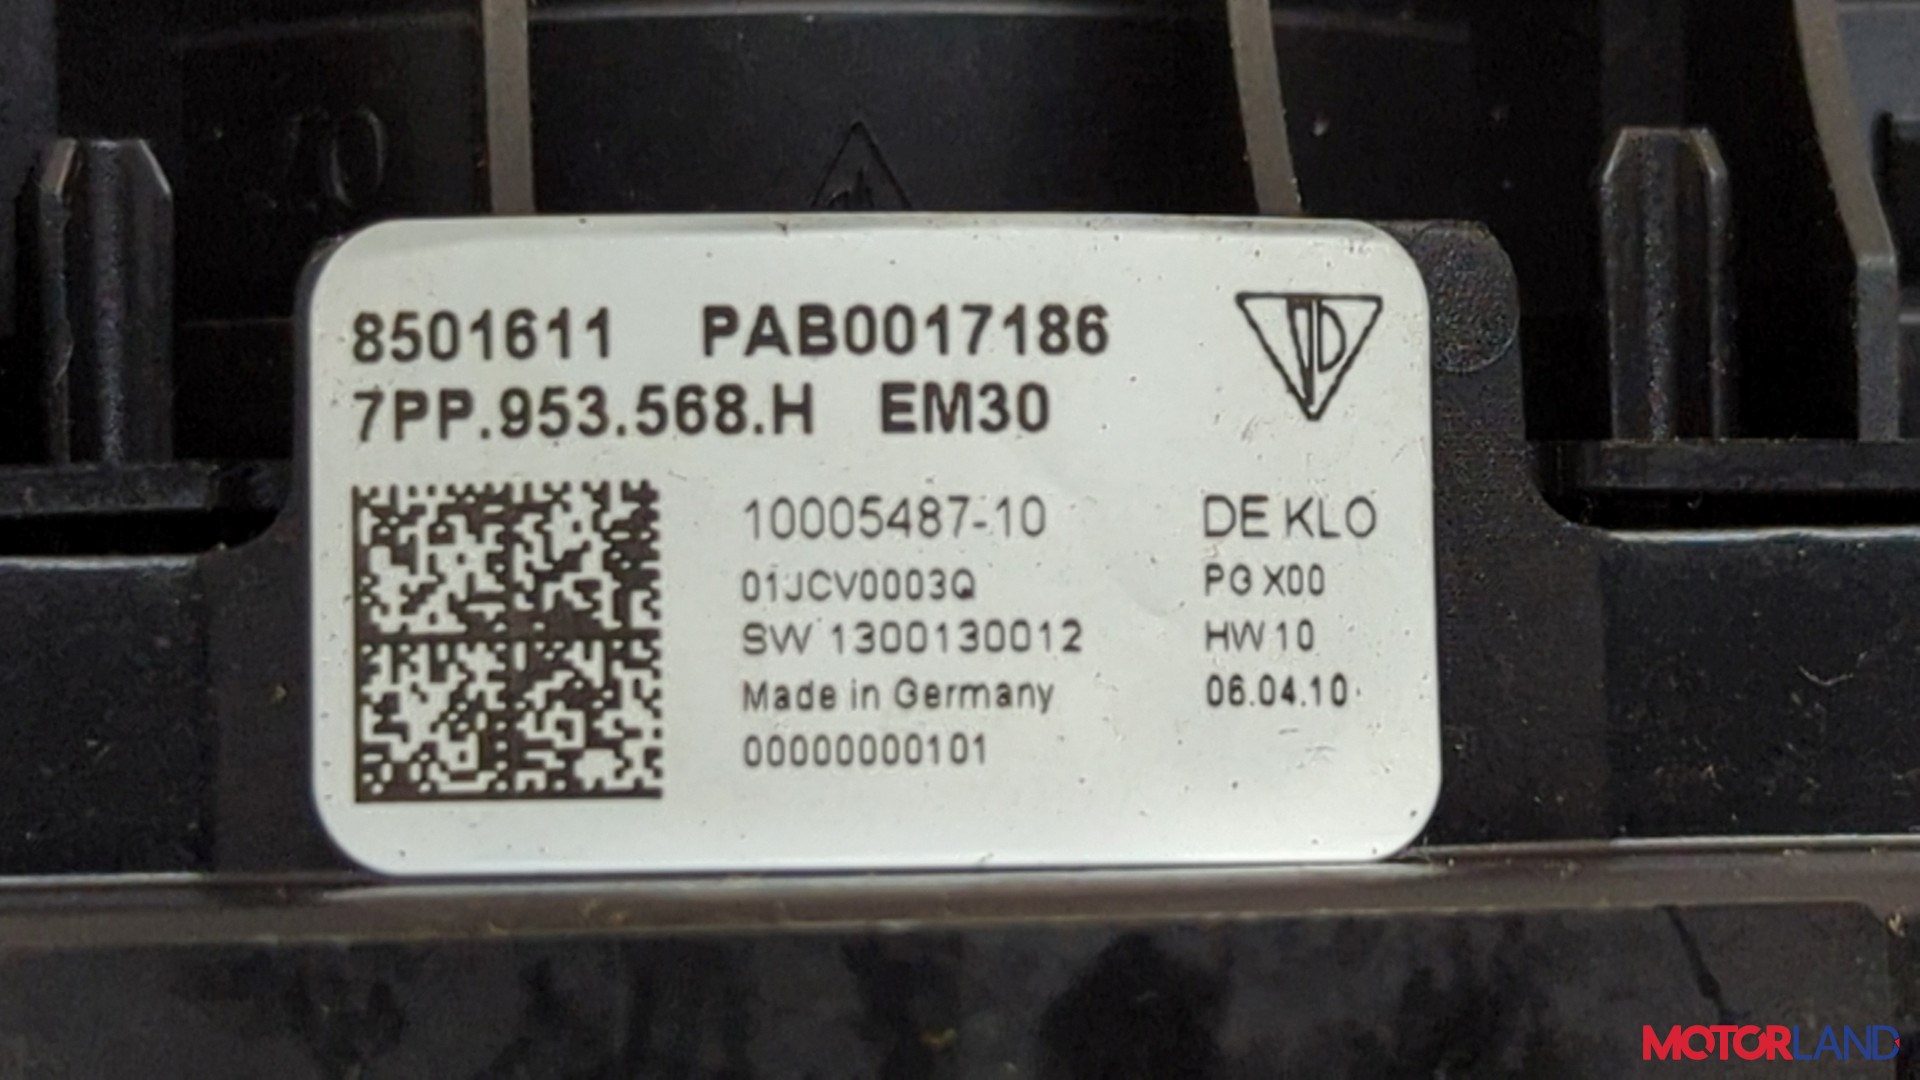 8501611 PAB0017186
7PP.953.568.H EM30
10005487-10 DE KLO
01JCV0003Q PG X00
SW 1300130012 HW 10
Made in Germany 06.04.10
00000000101
MOTORLAND